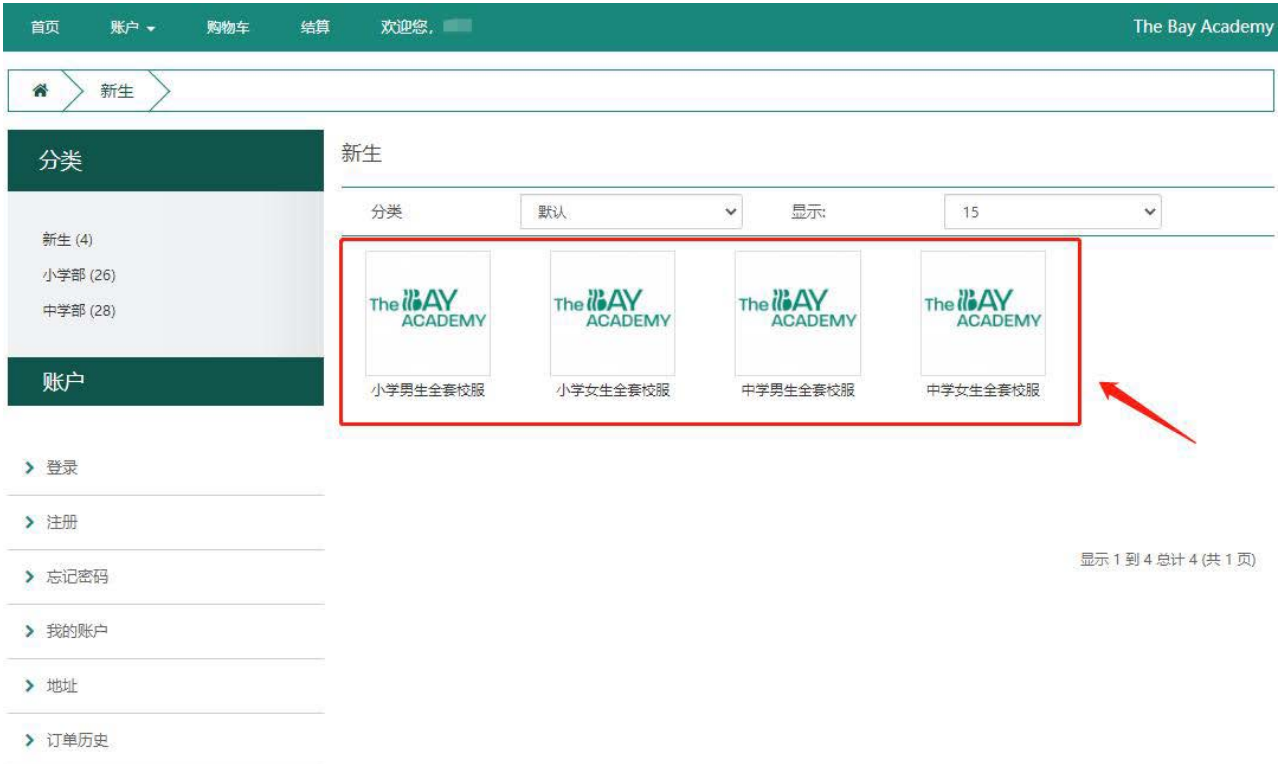 首页 账户 购物车 结算 欢迎您, The Bay Academy
新生
分类
新生 (4)
小学部 (26)
中学部 (28)
账户
登录
注册
忘记密码
我的账户
地址
订单历史
新生
分类 默认 显示: 15
The BAY ACADEMY
小学男生全套校服
The BAY ACADEMY
小学女生全套校服
The BAY ACADEMY
中学男生全套校服
The BAY ACADEMY
中学女生全套校服
显示 1 到 4 总计 4 (共 1 页)